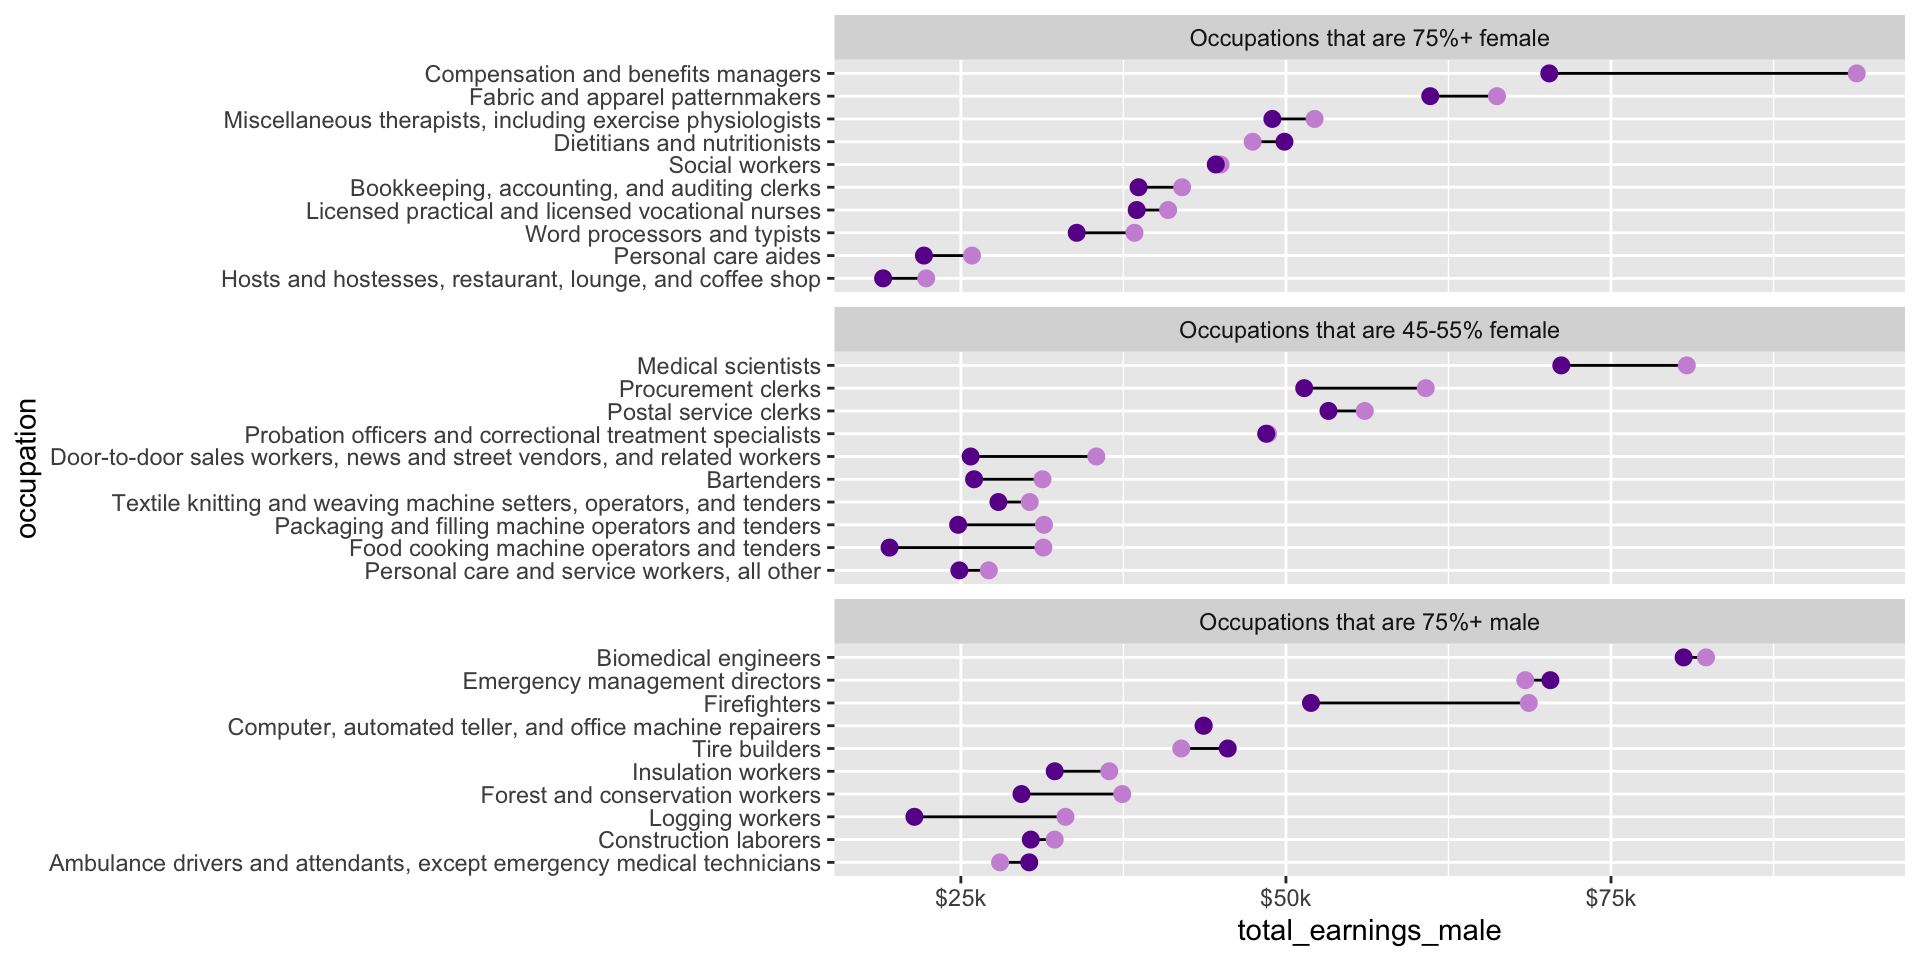 Occupations that are 75%+ female
Compensation and benefits managers
Fabric and apparel patternmakers
Miscellaneous therapists, including exercise physiologists
Dietitians and nutritionists
Social workers
Bookkeeping, accounting, and auditing clerks
Licensed practical and licensed vocational nurses
Word processors and typists
Personal care aides
Hosts and hostesses, restaurant, lounge, and coffee shop
Occupations that are 45-55% female
Medical scientists
Procurement clerks
Postal service clerks
Probation officers and correctional treatment specialists
Door-to-door sales workers, news and street vendors, and related workers
Bartenders
Textile knitting and weaving machine setters, operators, and tenders
Packaging and filling machine operators and tenders
Food cooking machine operators and tenders
Personal care and service workers, all other
occupation
Occupations that are 75%+ male
Biomedical engineers
Emergency management directors
Firefighters
Computer, automated teller, and office machine repairers
Tire builders
Insulation workers
Forest and conservation workers
Logging workers
Construction laborers
Ambulance drivers and attendants, except emergency medical technicians
$25k $50k $75k
total_earnings_male